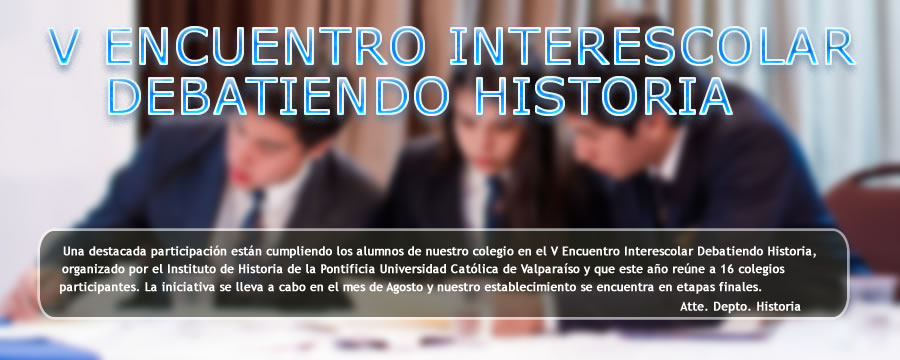 V ENCUENTRO INTERESCOLAR
DEBATIENDO HISTORIA
Una destacada participación están cumpliendo los alumnos de nuestro colegio en el V Encuentro Interescolar Debatiendo Historia,
organizado por el Instituto de Historia de la Pontificia Universidad Católica de Valparaíso y que este año reúne a 16 colegios
participantes. La iniciativa se lleva a cabo en el mes de Agosto y nuestro establecimiento se encuentra en etapas finales.
Atte. Depto. Historia